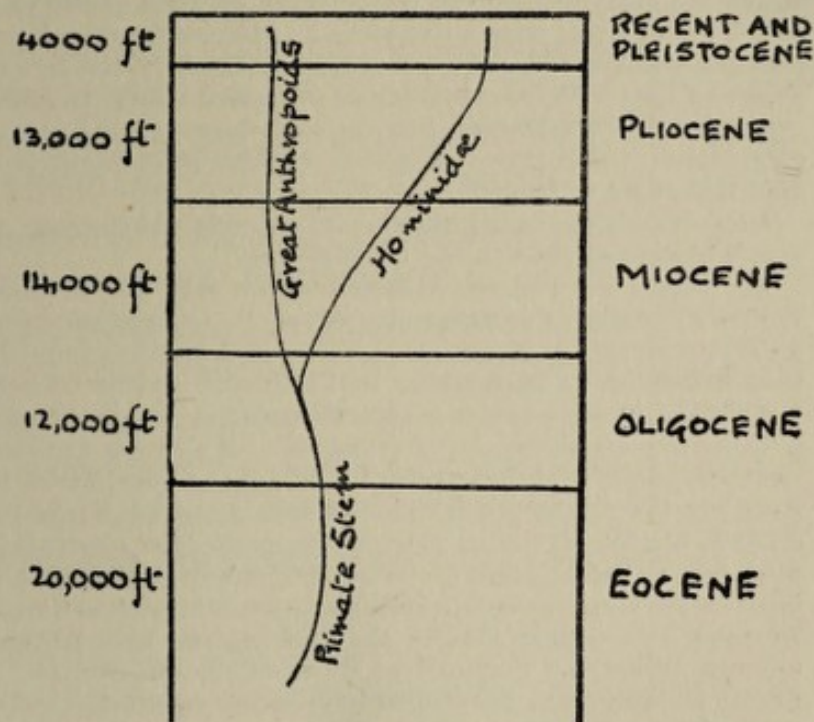 4000 ft
RECENT AND
PLEISTOCENE
13,000 ft
PLIOCENE
Great Anthropoids
Hominidæ
14,000 ft
MIOCENE
12,000 ft
OLIGOCENE
20,000 ft
EOCENE
Primate Stem